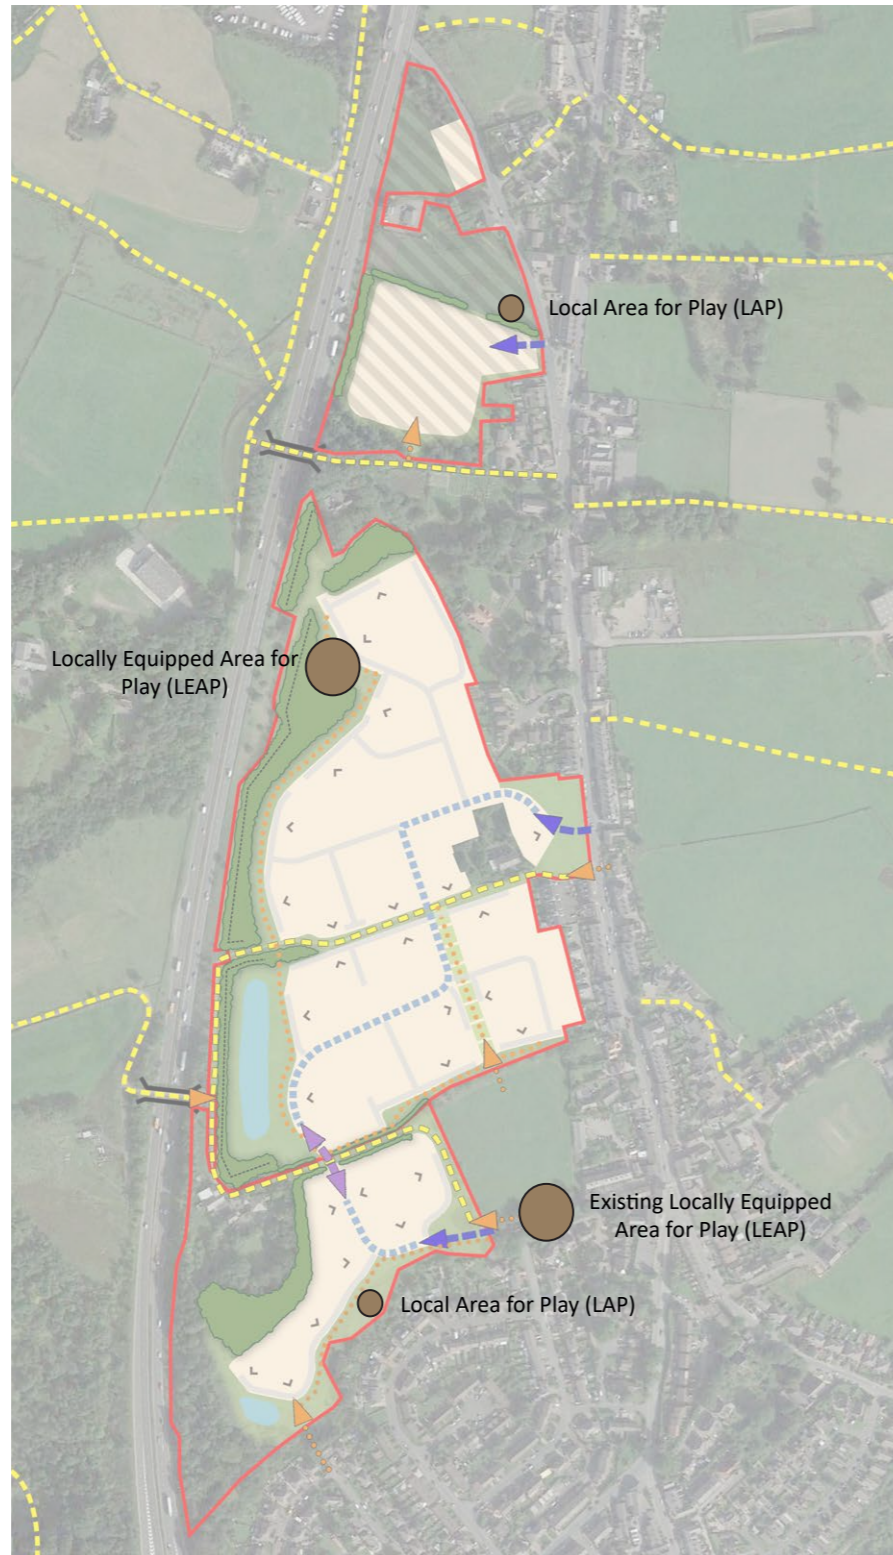 Local Area for Play (LAP)
Locally Equipped Area for
Play (LEAP)
Existing Locally Equipped
Area for Play (LEAP)
Local Area for Play (LAP)